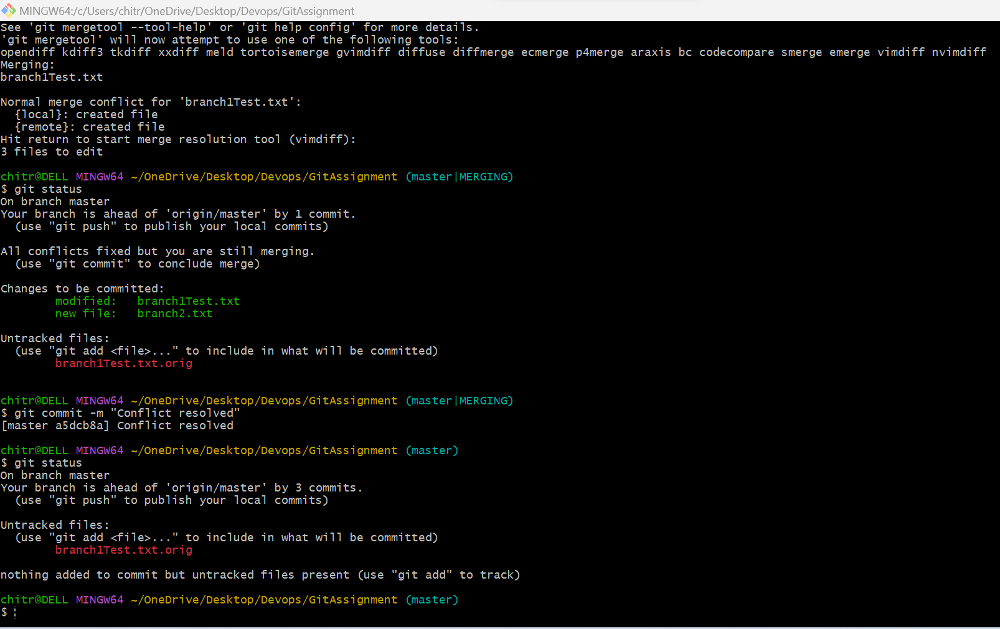 MINGW64:/c/Users/chitr/OneDrive/Desktop/Devops/GitAssignment
See 'git mergetool --tool-help' or 'git help config' for more details.
'git mergetool' will now attempt to use one of the following tools:
opendiff kdiff3 tkdiff xxdiff meld tortoisemerge gvimdiff diffuse diffmerge ecmerge p4merge araxis bc codecompare smerge emerge vimdiff nvimdiff
Merging:
branch1Test.txt

Normal merge conflict for 'branch1Test.txt':
  {local}: created file
  {remote}: created file
Hit return to start merge resolution tool (vimdiff):
3 files to edit

chitr@DELL MINGW64 ~/OneDrive/Desktop/Devops/GitAssignment (master|MERGING)
$ git status
On branch master
Your branch is ahead of 'origin/master' by 1 commit.
  (use "git push" to publish your local commits)

All conflicts fixed but you are still merging.
  (use "git commit" to conclude merge)

Changes to be committed:
        modified:   branch1Test.txt
        new file:   branch2.txt

Untracked files:
  (use "git add <file>..." to include in what will be committed)
        branch1Test.txt.orig


chitr@DELL MINGW64 ~/OneDrive/Desktop/Devops/GitAssignment (master|MERGING)
$ git commit -m "Conflict resolved"
[master a5dcb8a] Conflict resolved

chitr@DELL MINGW64 ~/OneDrive/Desktop/Devops/GitAssignment (master)
$ git status
On branch master
Your branch is ahead of 'origin/master' by 3 commits.
  (use "git push" to publish your local commits)

Untracked files:
  (use "git add <file>..." to include in what will be committed)
        branch1Test.txt.orig

nothing added to commit but untracked files present (use "git add" to track)

chitr@DELL MINGW64 ~/OneDrive/Desktop/Devops/GitAssignment (master)
$